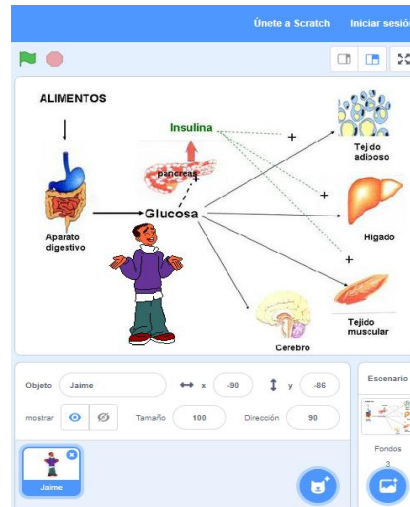 Únete a Scratch Iniciar sesión
ALIMENTOS
Insulina
+
Tejido
adiposo
pancreas
+
+
Glucosa
Aparato
digestivo
Hígado
+
+
Tejido
muscular
Cerebro
Objeto Jaime x -90 y -86
mostrar Tamaño 100 Dirección 90
Escenario
Fondos
3
Jaime